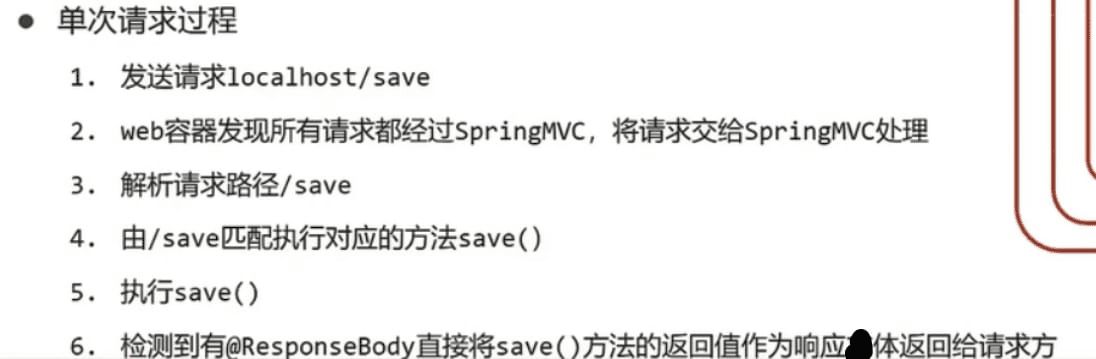 ● 单次请求过程
1. 发送请求localhost/save
2. web容器发现所有请求都经过SpringMVC，将请求交给SpringMVC处理
3. 解析请求路径/save
4. 由/save匹配执行对应的方法save()
5. 执行save()
6. 检测到有@ResponseBody直接将save()方法的返回值作为响应体返回给请求方